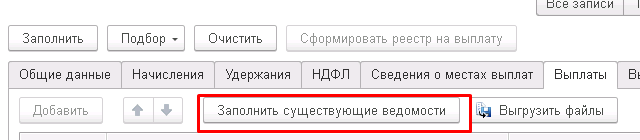 Все записи
Заполнить Подбор Очистить Сформировать реестр на выплату
Общие данные Начисления Удержания НДФЛ Сведения о местах выплат Выплаты
Добавить Заполнить существующие ведомости Выгрузить файлы